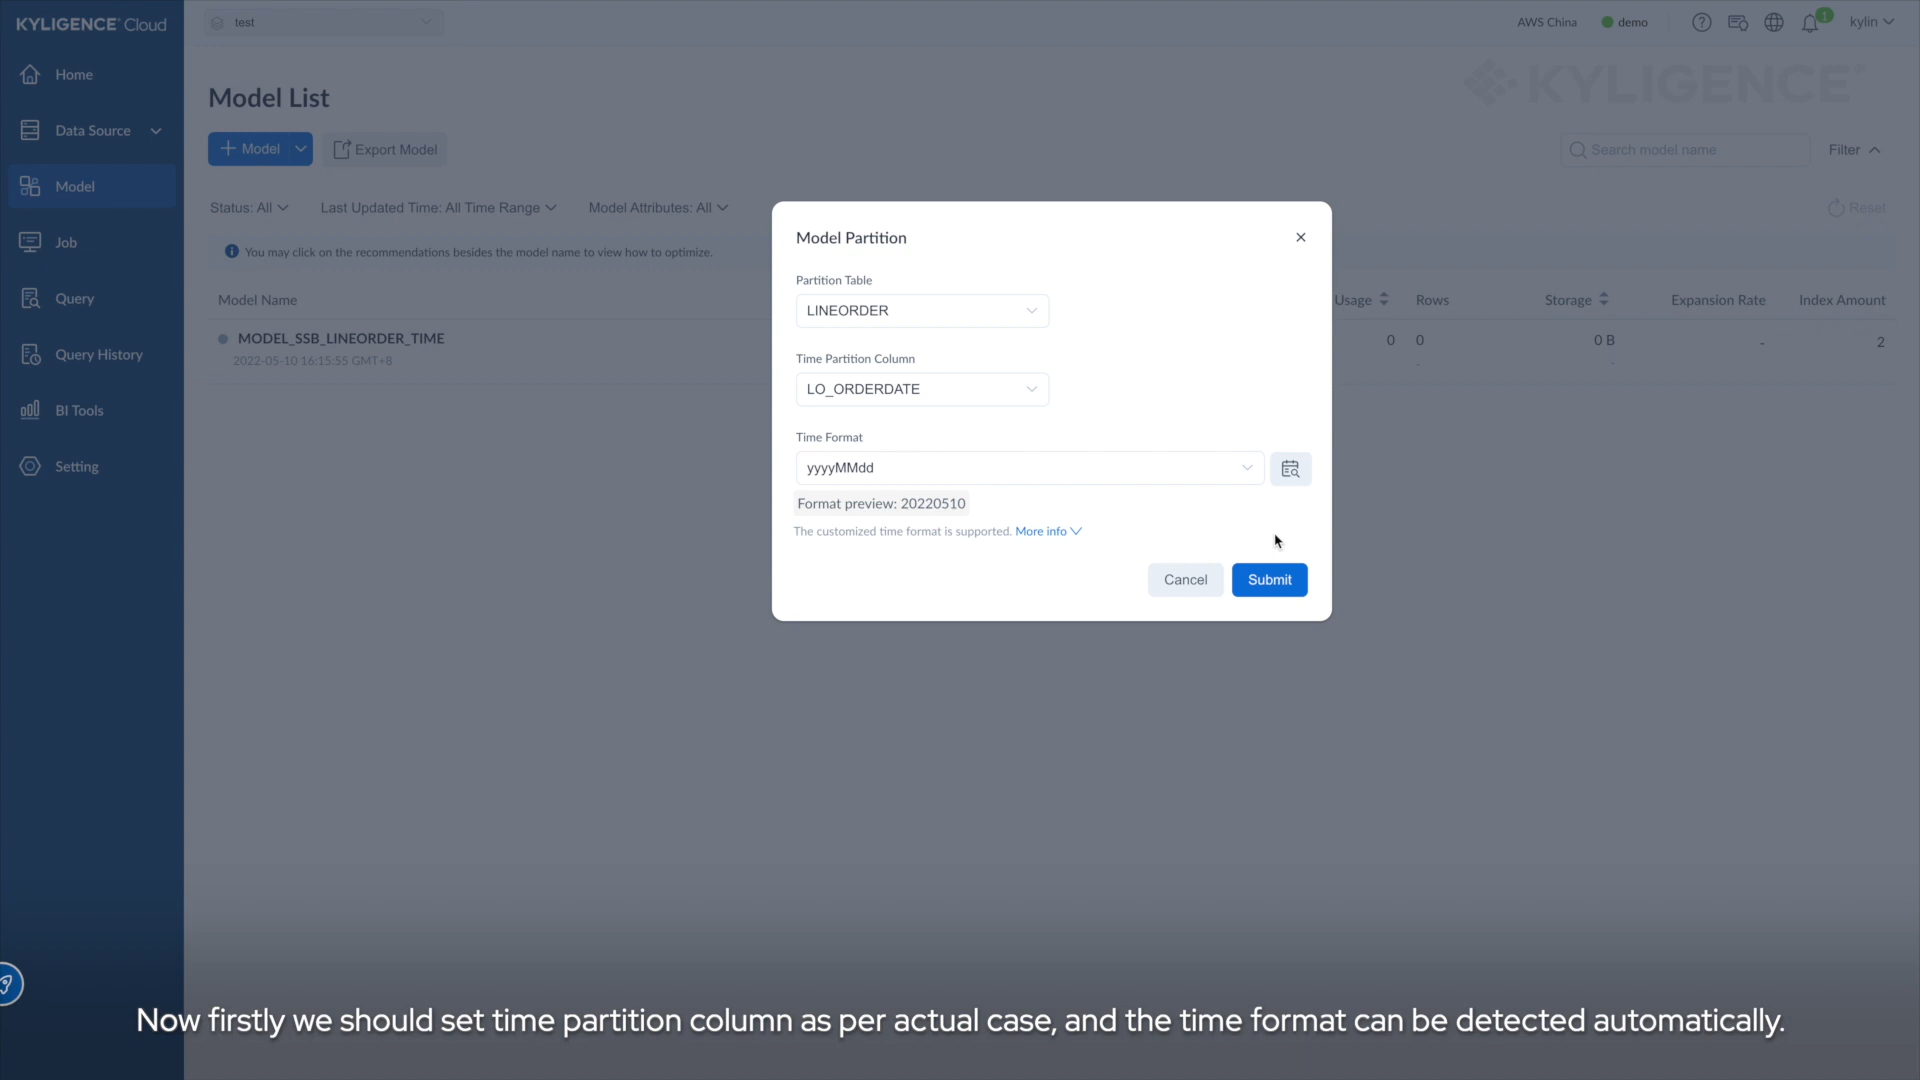 KYLIGENCE® Cloud
test
AWS China
demo
1
kylin
Home
Data Source
Model
Job
Query
Query History
BI Tools
Setting
Model List
KYLIGENCE®
Model
Export Model
Search model name
Filter
Status: All
Last Updated Time: All Time Range
Model Attributes: All
Reset
You may click on the recommendations besides the model name to view how to optimize.
Model Name
Usage
Rows
Storage
Expansion Rate
Index Amount
MODEL_SSB_LINEORDER_TIME
0
0
0 B
-
2
2022-05-10 16:15:55 GMT+8
-
-
Model Partition
Partition Table
LINEORDER
Time Partition Column
LO_ORDERDATE
Time Format
yyyyMMdd
Format preview: 20220510
The customized time format is supported. More info
Cancel
Submit
Now firstly we should set time partition column as per actual case, and the time format can be detected automatically.